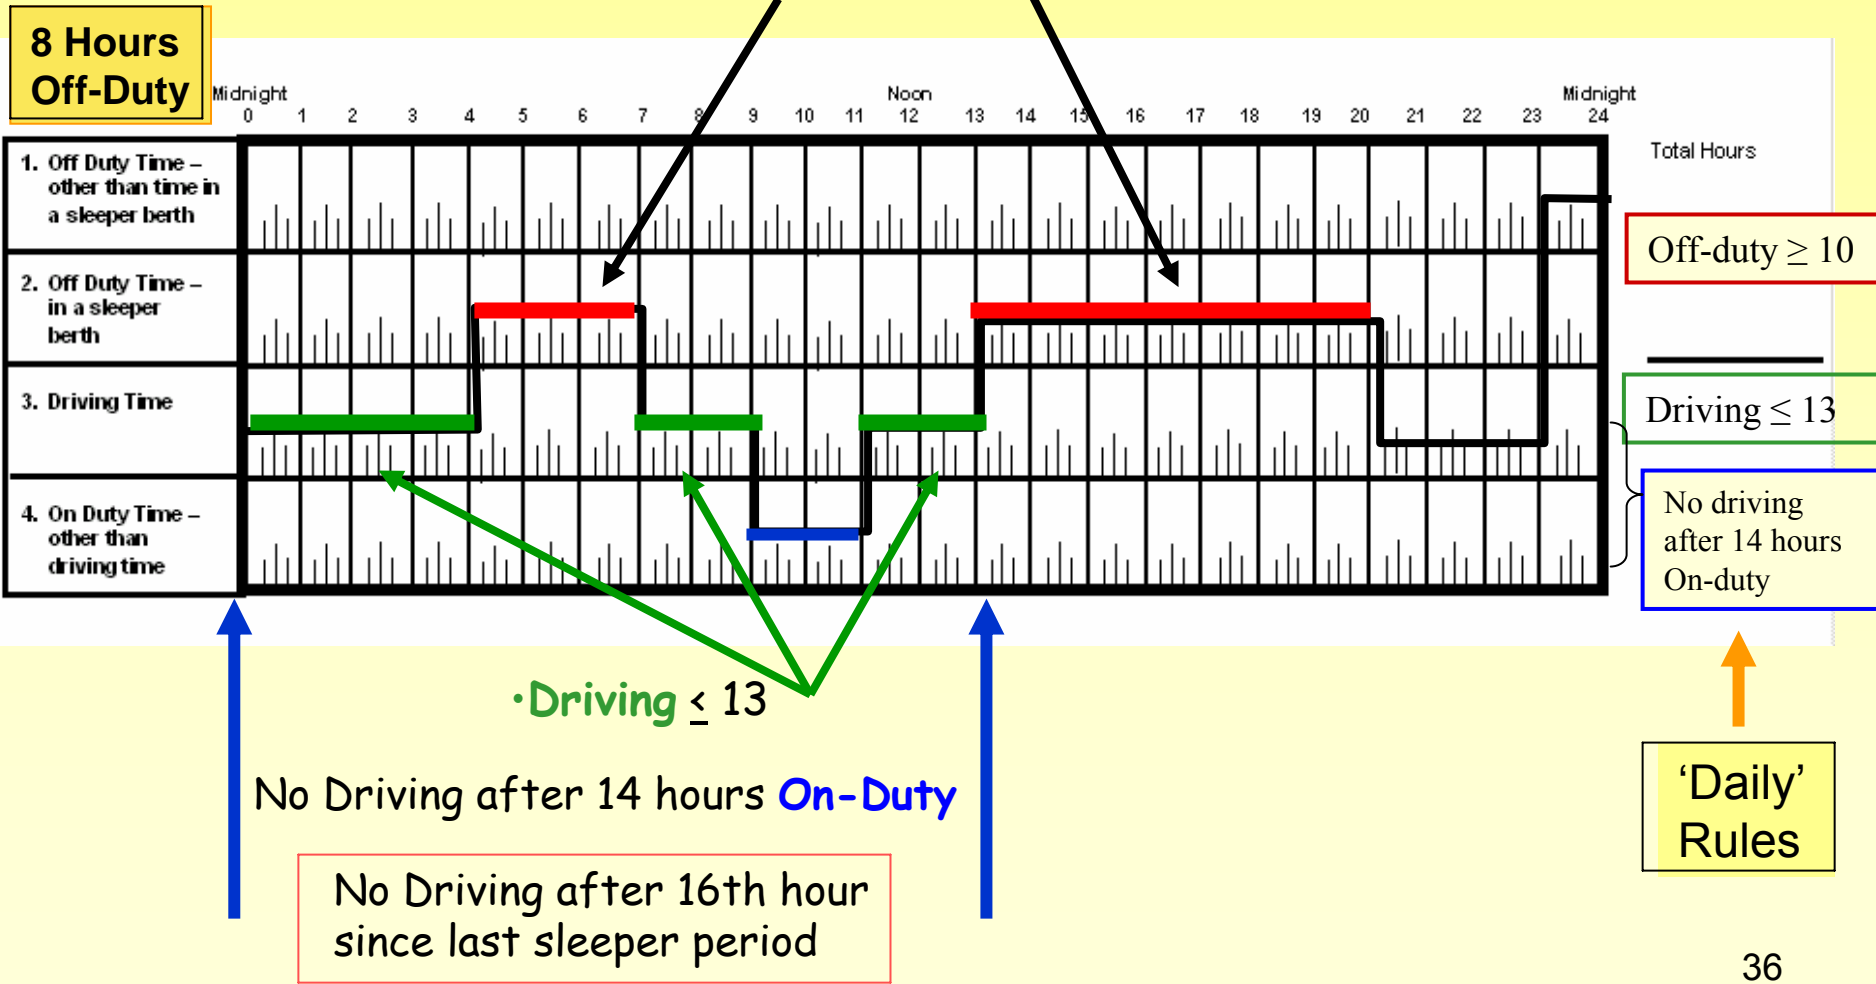 8 Hours
Off-Duty
Midnight
Noon
Midnight
0 1 2 3 4 5 6 7 8 9 10 11 12 13 14 15 16 17 18 19 20 21 22 23 24
Total Hours
1. Off Duty Time –
other than time in
a sleeper berth
Off-duty ≥ 10
2. Off Duty Time –
in a sleeper
berth
3. Driving Time
Driving ≤ 13
4. On Duty Time –
other than
driving time
No driving
after 14 hours
On-duty
•Driving ≤ 13
No Driving after 14 hours On-Duty
No Driving after 16th hour
since last sleeper period
‘Daily’
Rules
36